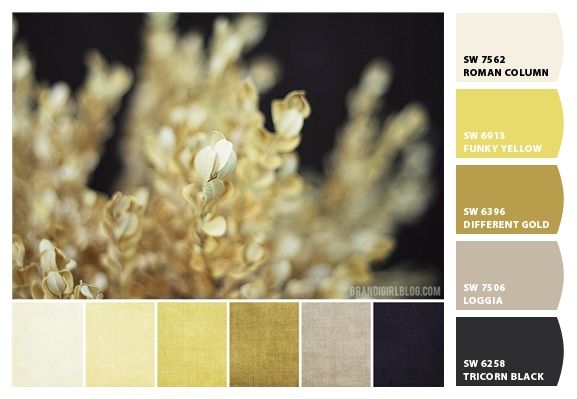 SW 7562
ROMAN COLUMN
SW 6913
FUNKY YELLOW
SW 6396
DIFFERENT GOLD
SW 7506
LOGGIA
SW 6258
TRICORN BLACK
BRANDIGIRLBLOG.COM